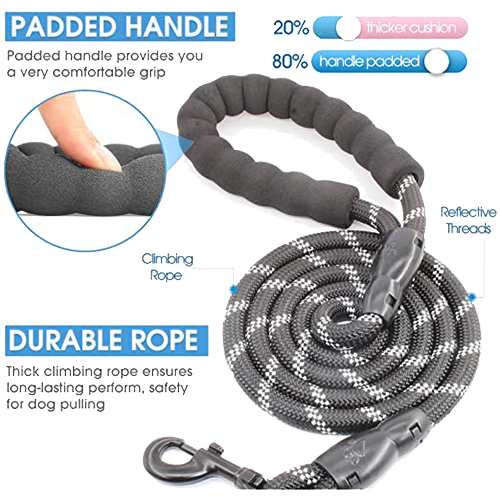 PADDED HANDLE
Padded handle provides you
a very comfortable grip
20% thicker cushion
80% handle padded
Reflective
Threads
Climbing
Rope
DURABLE ROPE
Thick climbing rope ensures
long-lasting perform, safety
for dog pulling